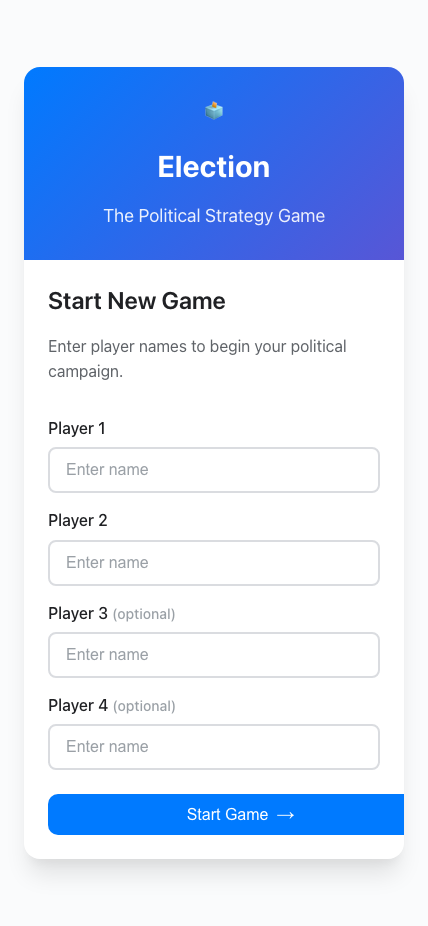 Election
The Political Strategy Game
Start New Game
Enter player names to begin your political
campaign.
Player 1
Enter name
Player 2
Enter name
Player 3 (optional)
Enter name
Player 4 (optional)
Enter name
Start Game →